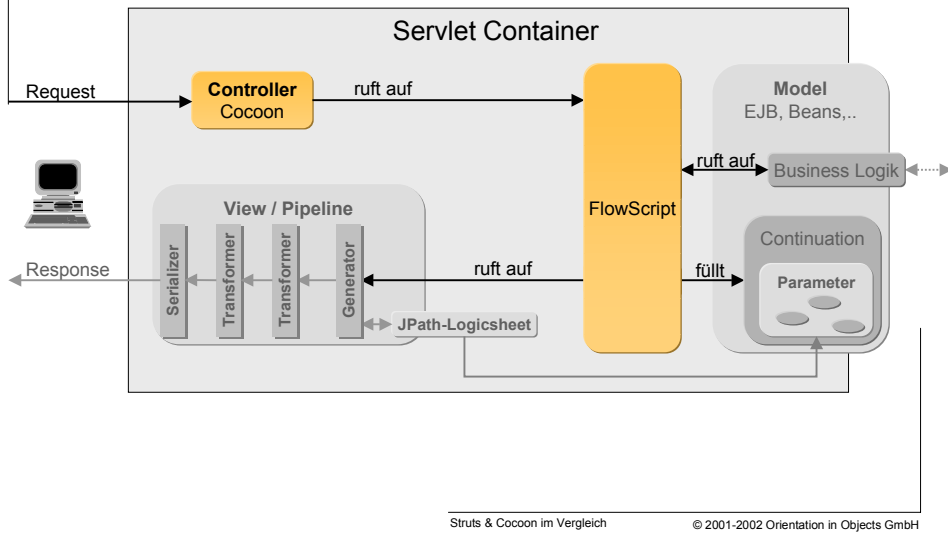 Servlet Container
Request
Controller
Cocoon
ruft auf
Model
EJB, Beans,..
ruft auf
Business Logik
FlowScript
View / Pipeline
Serializer
Transformer
Transformer
Generator
Response
ruft auf
füllt
Continuation
Parameter
JPath-Logicsheet
Struts & Cocoon im Vergleich
© 2001-2002 Orientation in Objects GmbH